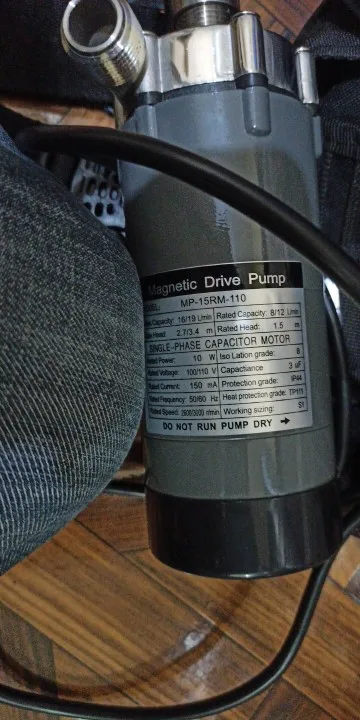 Magnetic Drive Pump
MP-15RM-110
Capacity: 16/19 L/min Rated Capacity: 8/12 L/min
Head: 2.7/3.4 m Rated Head: 1.5 m
SINGLE-PHASE CAPACITOR MOTOR
Rated Power: 10 W Iso Lation grade: B
Rated Voltage: 100/110 V Capactiance 3 uF
Rated Current: 150 mA Protection grade: IP44
Rated Frequency: 50/60 Hz Heat protection grade: TP111
Rated Speed: r/min Working sizing: S1
DO NOT RUN PUMP DRY →